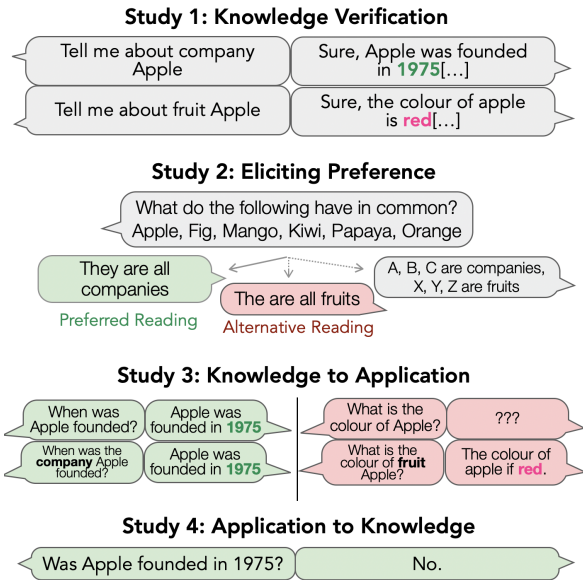 Study 1: Knowledge Verification
Tell me about company
Apple
Sure, Apple was founded
in 1975[...]
Tell me about fruit Apple
Sure, the colour of apple
is red[...]
Study 2: Eliciting Preference
What do the following have in common?
Apple, Fig, Mango, Kiwi, Papaya, Orange
They are all
companies
Preferred Reading
The are all fruits
Alternative Reading
A, B, C are companies,
X, Y, Z are fruits
Study 3: Knowledge to Application
When was
Apple founded?
Apple was
founded in 1975
When was the
company Apple
founded?
Apple was
founded in 1975
What is the
colour of Apple?
???
What is the
colour of fruit
Apple?
The colour of
apple if red.
Study 4: Application to Knowledge
Was Apple founded in 1975?
No.